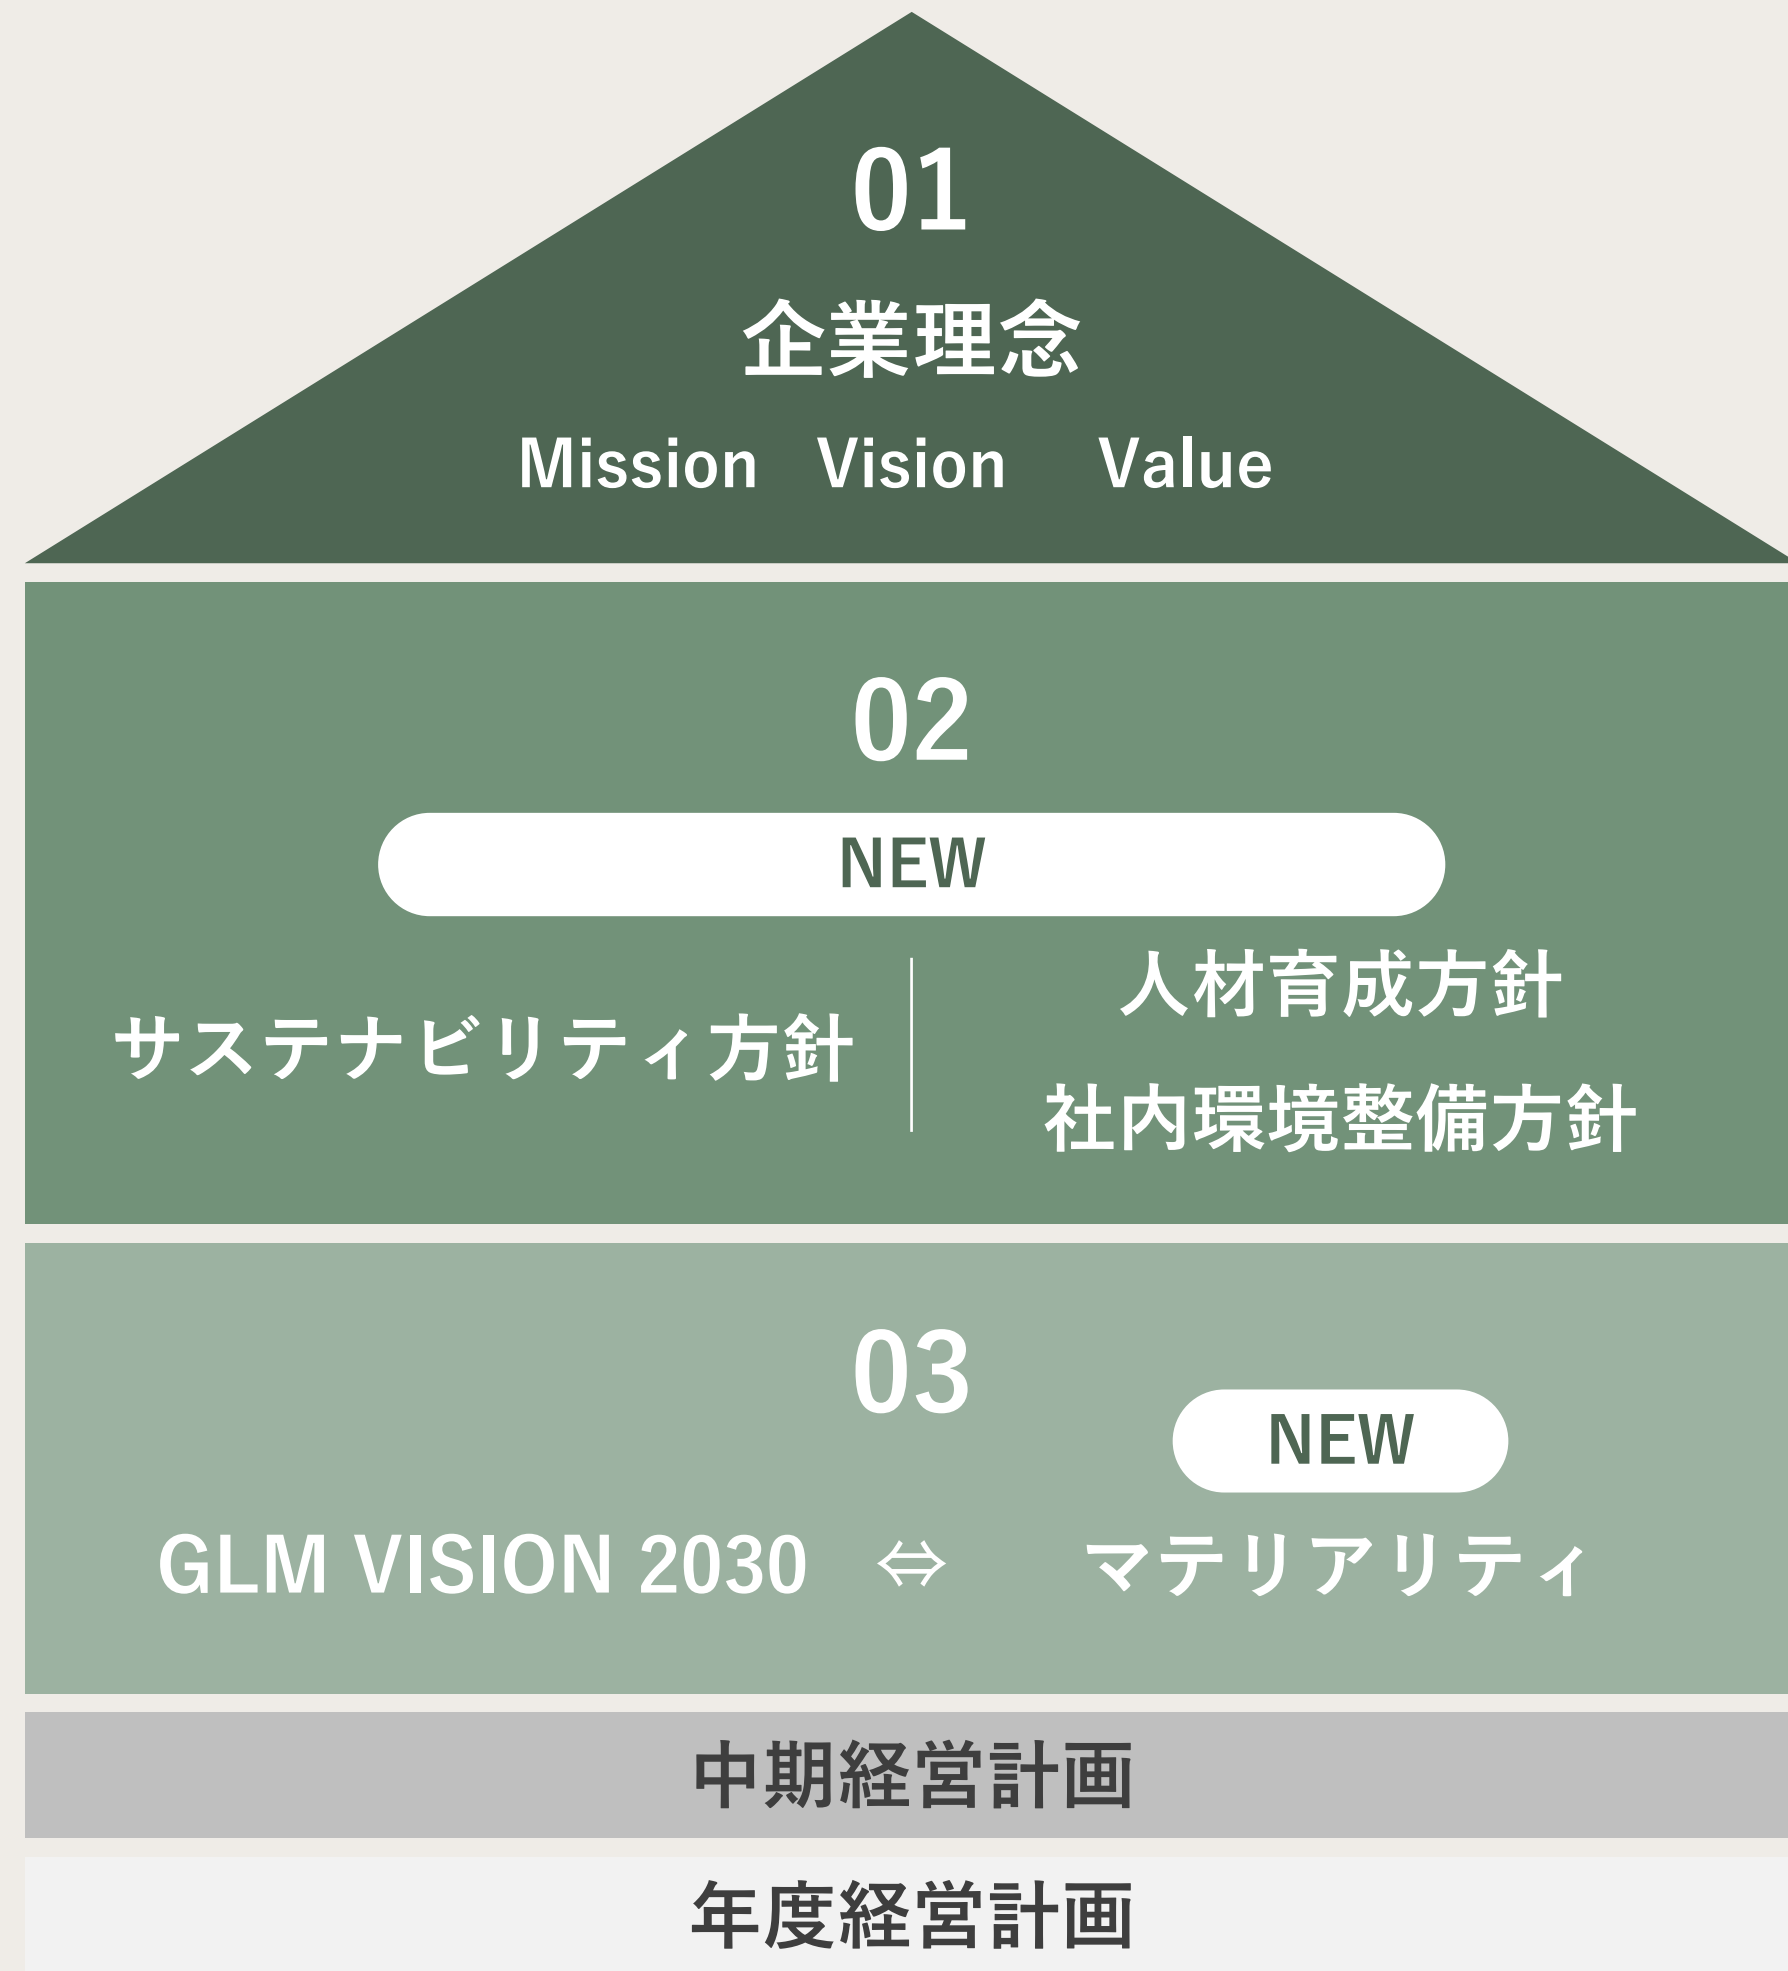 01
企業理念
Mission Vision Value
02
NEW
サステナビリティ方針
人材育成方針
社内環境整備方針
03
NEW
GLM VISION 2030 ⇔ マテリアリティ
中期経営計画
年度経営計画